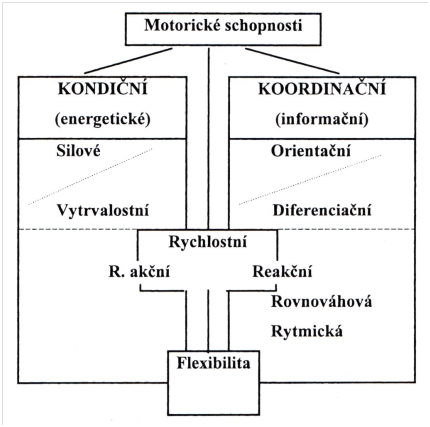 Motorické schopnosti
KONDIČNÍ
(energetické)
KOORDINAČNÍ
(informační)
Silové
Orientační
Vytrvalostní
Diferenciační
Rychlostní
R. akční
Reakční
Rovnováhová
Rytmická
Flexibilita